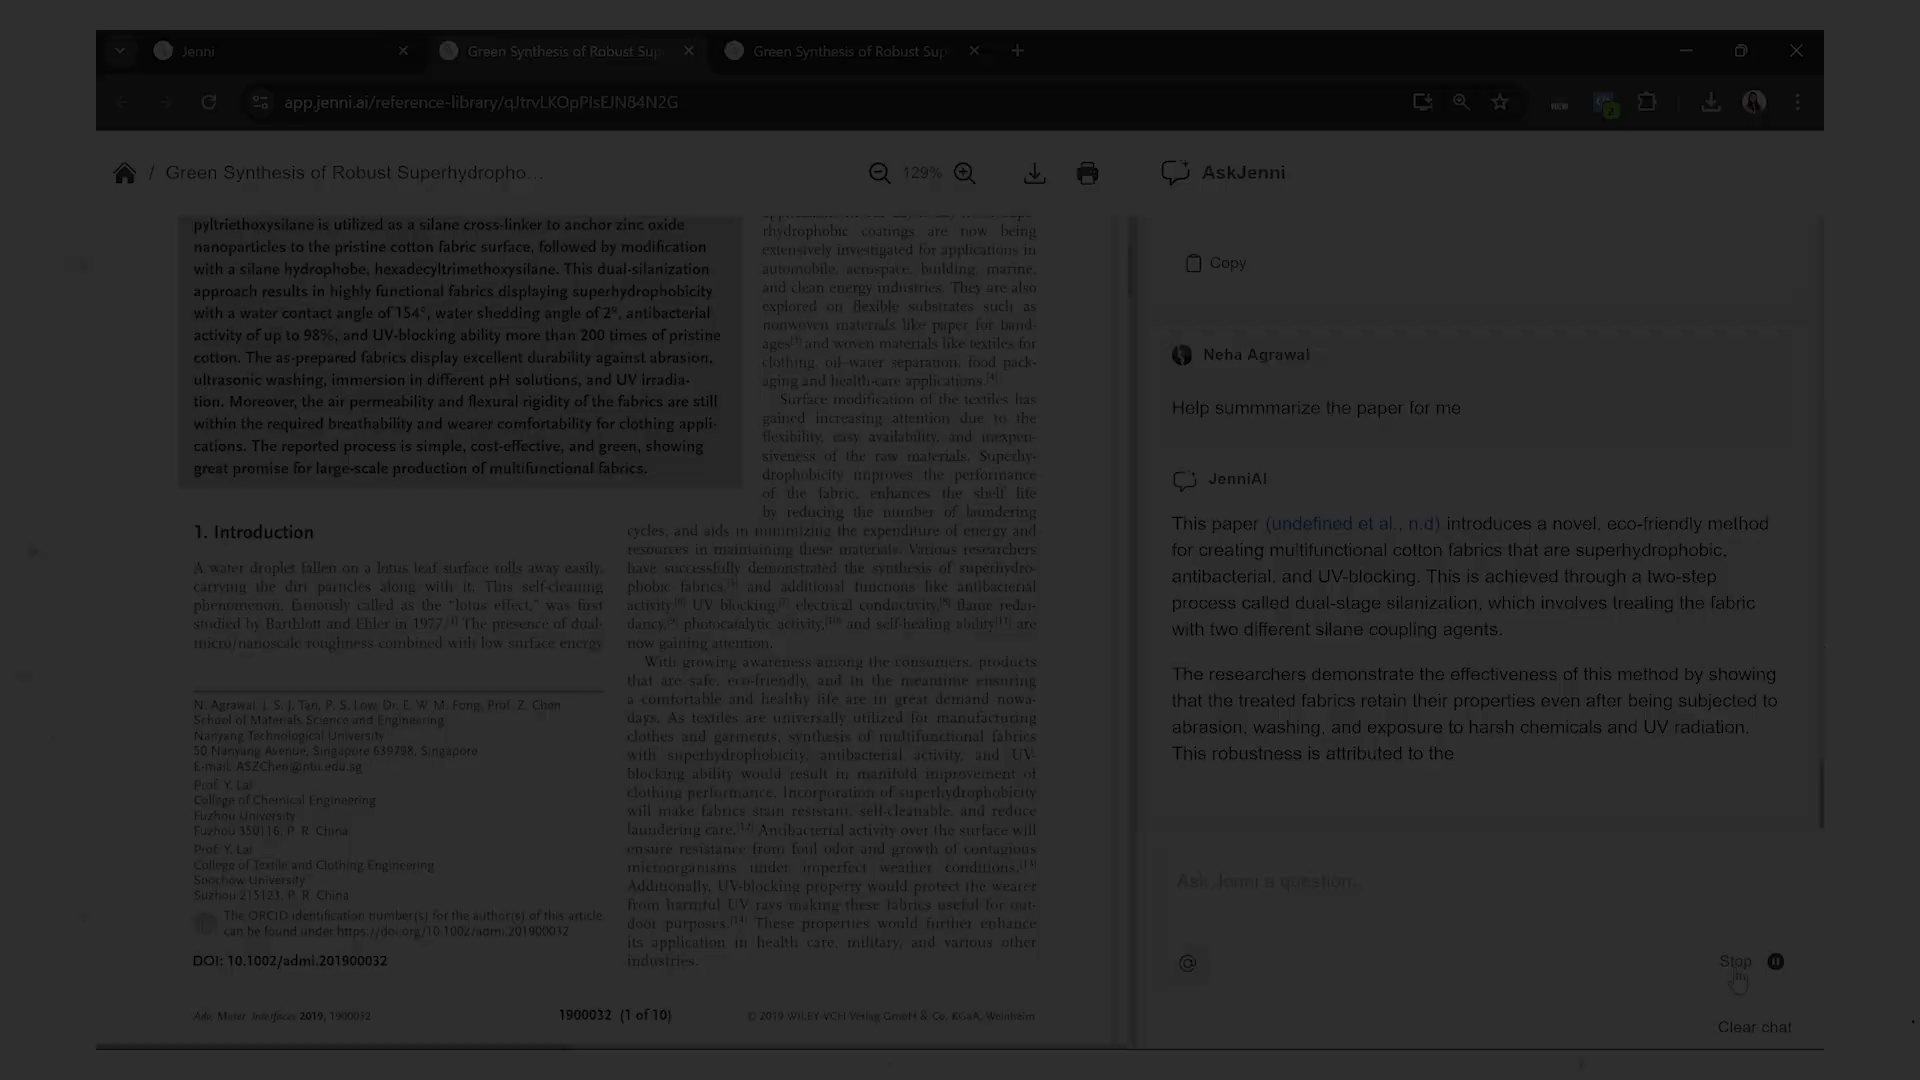 Jenni
Green Synthesis of Robust Sup
Green Synthesis of Robust Sup
app.jenni.ai/reference-library/qJtrvLKOpPIsEJN84N2G
/ Green Synthesis of Robust Superhydropho...
129%
AskJenni
pyltriethoxysilane is utilized as a silane cross-linker to anchor zinc oxide
nanoparticles to the pristine cotton fabric surface, followed by modification
with a silane hydrophobe, hexadecyltrimethoxysilane. This dual-silanization
approach results in highly functional fabrics displaying superhydrophobicity
with a water contact angle of 154°, water shedding angle of 2°, antibacterial
activity of up to 98%, and UV-blocking ability more than 200 times of pristine
cotton. The as-prepared fabrics display excellent durability against abrasion,
ultrasonic washing, immersion in different pH solutions, and UV irradia-
tion. Moreover, the air permeability and flexural rigidity of the fabrics are still
within the required breathability and wearer comfortability for clothing appli-
cations. The reported process is simple, cost-effective, and green, showing
great promise for large-scale production of multifunctional fabrics.
1. Introduction
A water droplet fallen on a lotus leaf surface rolls away easily,
carrying the dirt particles along with it. This self-cleaning
phenomenon, famously called as the "lotus effect," was first
studied by Barthlott and Ehler in 1977.[1] The presence of dual-
micro/nanoscale roughness combined with low surface energy
N. Agrawal, J. S. J. Tan, P. S. Low, Dr. E. W. M. Fong, Prof. Z. Chen
School of Materials Science and Engineering
Nanyang Technological University
50 Nanyang Avenue, Singapore 639798, Singapore
E-mail: ASZChen@ntu.edu.sg
Prof. Y. Lai
College of Chemical Engineering
Fuzhou University
Fuzhou 350116, P. R. China
Prof. Y. Lai
College of Textile and Clothing Engineering
Soochow University
Suzhou 215123, P. R. China
The ORCID identification number(s) for the author(s) of this article
can be found under https://doi.org/10.1002/admi.201900032
DOI: 10.1002/admi.201900032
rhydrophobic coatings are now being
extensively investigated for applications in
automobile, aerospace, building, marine,
and clean energy industries. They are also
explored on flexible substrates such as
nonwoven materials like paper for band-
ages[3] and woven materials like textiles for
clothing, oil–water separation, food pack-
aging and health-care applications.[4]
Surface modification of the textiles has
gained increasing attention due to the
flexibility, easy availability, and inexpen-
siveness of the raw materials. Superhy-
drophobicity improves the performance
of the fabric, enhances the shelf life
by reducing the number of laundering
cycles, and aids in minimizing the expenditure of energy and
resources in maintaining these materials. Various researchers
have successfully demonstrated the synthesis of superhydro-
phobic fabrics,[5] and additional functions like antibacterial
activity[6] UV blocking,[7] electrical conductivity,[8] flame retar-
dancy,[9] photocatalytic activity,[10] and self-healing ability[11] are
now gaining attention.
With growing awareness among the consumers, products
that are safe, eco-friendly, and in the meantime ensuring
a comfortable and healthy life are in great demand nowa-
days. As textiles are universally utilized for manufacturing
clothes and garments, synthesis of multifunctional fabrics
with superhydrophobicity, antibacterial activity, and UV-
blocking ability would result in manifold improvement of
clothing performance. Incorporation of superhydrophobicity
will make fabrics stain resistant, self-cleanable, and reduce
laundering care.[12] Antibacterial activity over the surface will
ensure resistance from foul odor and growth of contagious
microorganisms under imperfect weather conditions.[13]
Additionally, UV-blocking property would protect the wearer
from harmful UV rays making these fabrics useful for out-
door purposes.[14] These properties would further enhance
its application in health care, military, and various other
industries.
Adv. Mater. Interfaces 2019, 1900032
1900032 (1 of 10)
© 2019 WILEY-VCH Verlag GmbH & Co. KGaA, Weinheim
Copy
Neha Agrawal
Help summmarize the paper for me
JenniAI
This paper (undefined et al., n.d) introduces a novel, eco-friendly method
for creating multifunctional cotton fabrics that are superhydrophobic,
antibacterial, and UV-blocking. This is achieved through a two-step
process called dual-stage silanization, which involves treating the fabric
with two different silane coupling agents.
The researchers demonstrate the effectiveness of this method by showing
that the treated fabrics retain their properties even after being subjected to
abrasion, washing, and exposure to harsh chemicals and UV radiation.
This robustness is attributed to the
Ask Jenni a question...
@
Stop
Clear chat